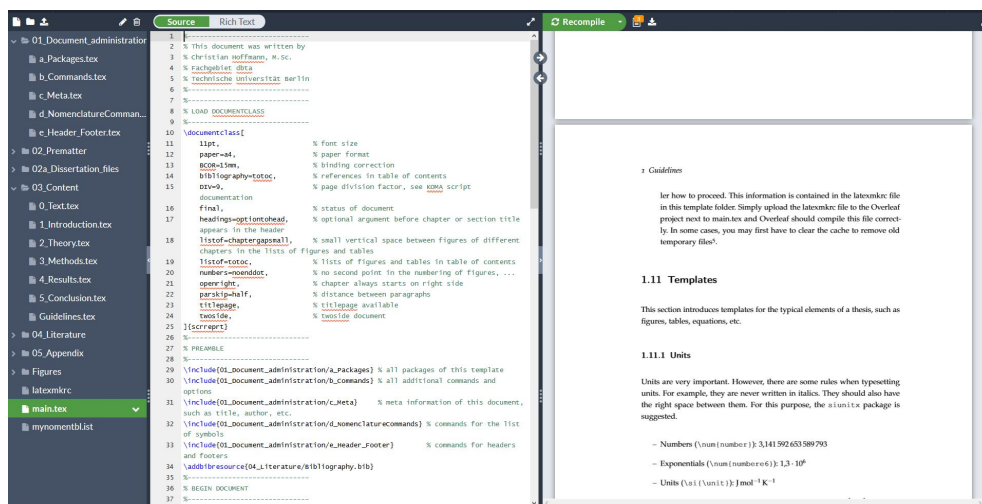 Source
Rich Text
Recompile
01_Document_administration
a_Packages.tex
b_Commands.tex
c_Meta.tex
d_NomenclatureComman...
e_Header_Footer.tex
02_Prematter
02a_Dissertation_files
03_Content
0_Text.tex
1_Introduction.tex
2_Theory.tex
3_Methods.tex
4_Results.tex
5_Conclusion.tex
Guidelines.tex
04_Literature
05_Appendix
Figures
latexmkrc
main.tex
mynomentbl.list
1 %-----------------------------
2 % This document was written by
3 % Christian Hoffmann, M.Sc.
4 % Fachgebiet dbta
5 % Technische Universität Berlin
6 %-----------------------------
7 %-----------------------------
8 % LOAD DOCUMENTCLASS
9 %-----------------------------
10 \documentclass[
11 11pt, % font size
12 paper=a4, % paper format
13 BCOR=15mm, % binding correction
14 bibliography=totoc, % references in table of contents
15 DIV=9, % page division factor, see KOMA script
documentation
16 final, % status of document
17 headings=optiontohead, % optional argument before chapter or section title
appears in the header
18 listof=chaptergapsmall, % small vertical space between figures of different
chapters in the lists of figures and tables
19 listof=totoc, % lists of figures and tables in table of contents
20 numbers=noenddot, % no second point in the numbering of figures, ...
21 openright, % chapter always starts on right side
22 parskip=half, % distance between paragraphs
23 titlepage, % titlepage available
24 twoside, % twoside document
25 ]{scrreprt}
26 %-----------------------------
27 % PREAMBLE
28 %-----------------------------
29 \include{01_Document_administration/a_Packages} % all packages of this template
30 \include{01_Document_administration/b_Commands} % all additional commands and
options
31 \include{01_Document_administration/c_Meta} % meta information of this document,
such as title, author, etc.
32 \include{01_Document_administration/d_NomenclatureCommands} % commands for the list
of symbols
33 \include{01_Document_administration/e_Header_Footer} % commands for headers
and footers
34 \addbibresource{04_Literature/Bibliography.bib}
35 %-----------------------------
36 % BEGIN DOCUMENT
37 %-----------------------------
1 Guidelines
ler how to proceed. This information is contained in the latexmkrc file
in this template folder. Simply upload the latexmkrc file to the Overleaf
project next to main.tex and Overleaf should compile this file correct-
ly. In some cases, you may first have to clear the cache to remove old
temporary files⁵.
1.11 Templates
This section introduces templates for the typical elements of a thesis, such as
figures, tables, equations, etc.
1.11.1 Units
Units are very important. However, there are some rules when typesetting
units. For example, they are never written in italics. They should also have
the right space between them. For this purpose, the siunitx package is
suggested.
– Numbers (\num{number}): 3,141 592 653 589 793
– Exponentials (\num{numbere6}): 1,3 · 10⁶
– Units (\si{\unit}): J mol⁻¹ K⁻¹